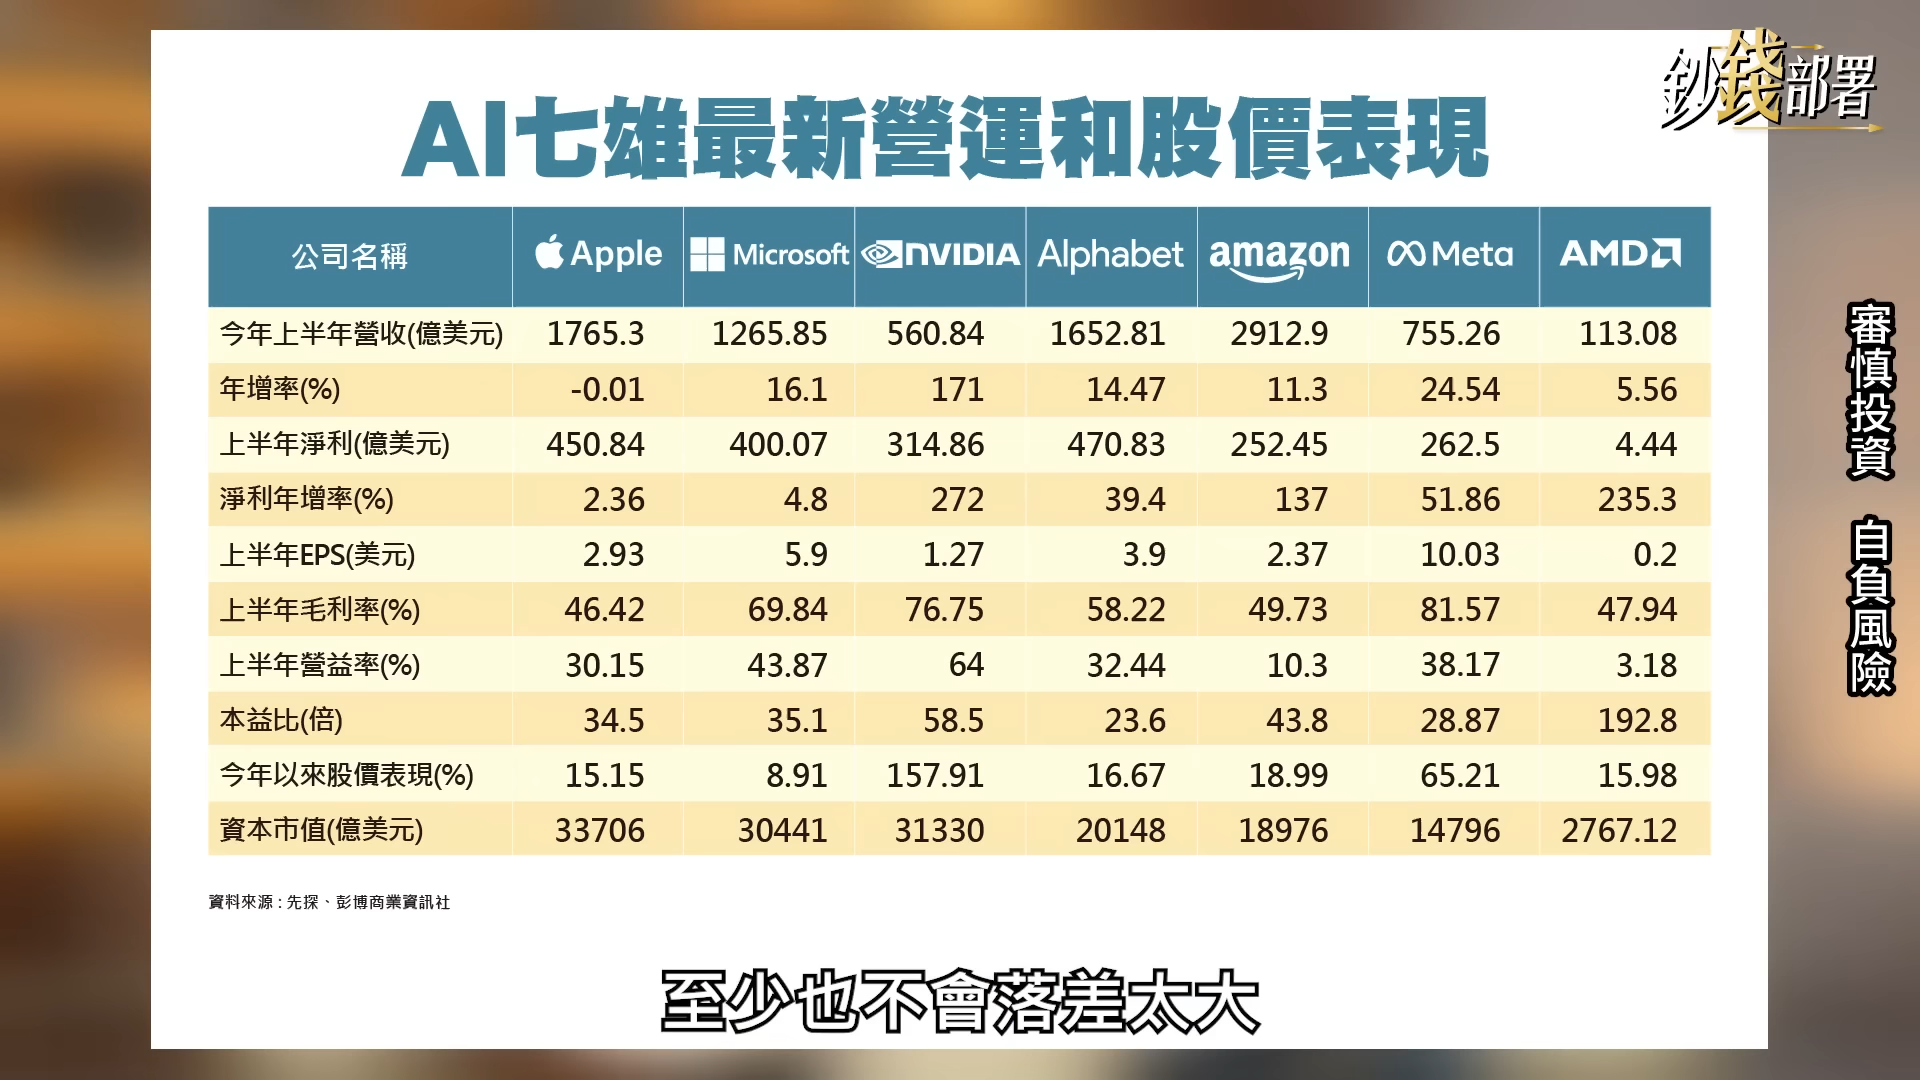 鈔錢部署
AI七雄最新營運和股價表現
公司名稱 Apple Microsoft NVIDIA Alphabet amazon Meta AMD
今年上半年營收(億美元) 1765.3 1265.85 560.84 1652.81 2912.9 755.26 113.08
年增率(%) -0.01 16.1 171 14.47 11.3 24.54 5.56
上半年淨利(億美元) 450.84 400.07 314.86 470.83 252.45 262.5 4.44
淨利年增率(%) 2.36 4.8 272 39.4 137 51.86 235.3
上半年EPS(美元) 2.93 5.9 1.27 3.9 2.37 10.03 0.2
上半年毛利率(%) 46.42 69.84 76.75 58.22 49.73 81.57 47.94
上半年營益率(%) 30.15 43.87 64 32.44 10.3 38.17 3.18
本益比(倍) 34.5 35.1 58.5 23.6 43.8 28.87 192.8
今年以來股價表現(%) 15.15 8.91 157.91 16.67 18.99 65.21 15.98
資本市值(億美元) 33706 30441 31330 20148 18976 14796 2767.12
資料來源:先探、彭博商業資訊社
審慎投資 自負風險
至少也不會落差太大